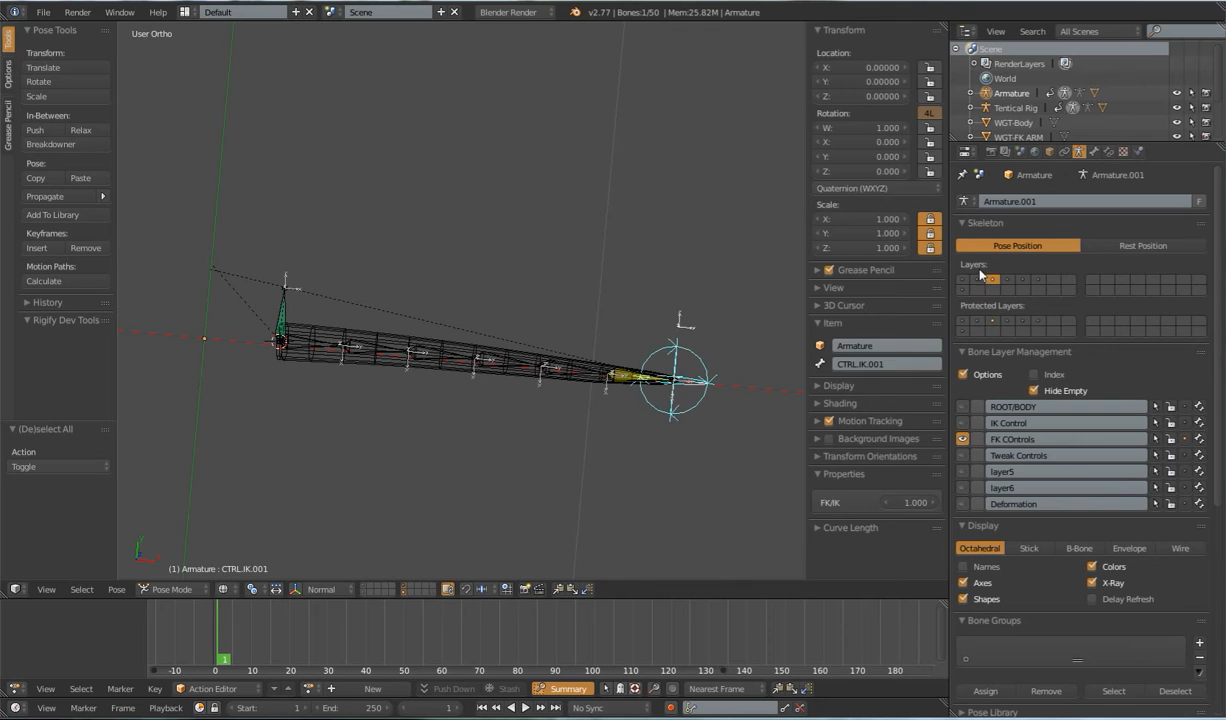 File Render Window Help Default Scene Blender Render v2.77 | Bones:1/50 | Mem:25.82M | Armature
Tools
Options
Grease Pencil
Pose Tools
Transform:
Translate
Rotate
Scale
In-Between:
Push Relax
Breakdowner
Pose:
Copy Paste
Propagate
Add To Library
Keyframes:
Insert Remove
Motion Paths:
Calculate
History
Rigify Dev Tools
(De)select All
Action
Toggle
User Ortho
(1) Armature : CTRL.IK.001
View Select Pose Pose Mode Normal
Transform
Location:
X: 0.00000
Y: 0.00000
Z: 0.00000
Rotation: 4L
W: 1.000
X: 0.000
Y: 0.000
Z: 0.000
Quaternion (WXYZ)
Scale:
X: 1.000
Y: 1.000
Z: 1.000
Grease Pencil
View
3D Cursor
Item
Armature
CTRL.IK.001
Display
Shading
Motion Tracking
Background Images
Transform Orientations
Properties
FK/IK 1.000
Curve Length
View Search All Scenes
Scene
RenderLayers
World
Armature
Tentical Rig
WGT-Body
WGT-FK ARM
Armature Armature.001
Armature.001 F
Skeleton
Pose Position Rest Position
Layers:
Protected Layers:
Bone Layer Management
Options Index
Hide Empty
ROOT/BODY
IK Control
FK COntrols
Tweak Controls
layer5
layer6
Deformation
Display
Octahedral Stick B-Bone Envelope Wire
Names Colors
Axes X-Ray
Shapes Delay Refresh
Bone Groups
Assign Remove Select Deselect
Pose Library
1
-10 0 10 20 30 40 50 60 70 80 90 100 110 120 130 140 150 160 170 180
View Select Marker Key Action Editor New Push Down Stash Summary Nearest Frame
View Marker Frame Playback Start: 1 End: 250 1 No Sync